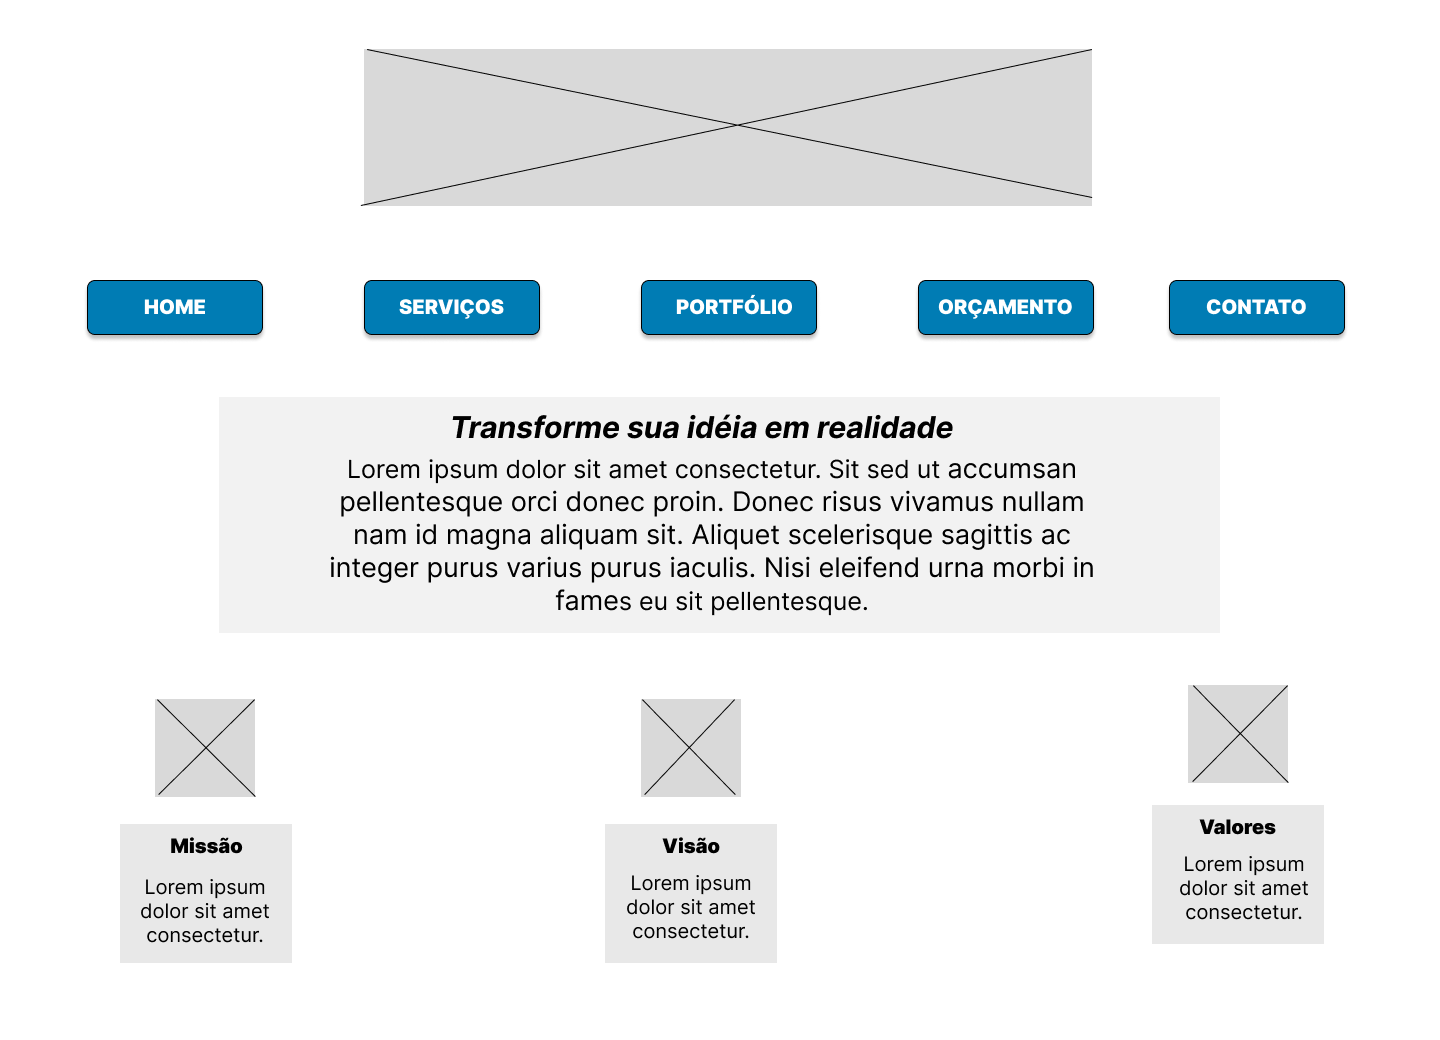 HOME
SERVIÇOS
PORTFÓLIO
ORÇAMENTO
CONTATO
Transforme sua idéia em realidade
Lorem ipsum dolor sit amet consectetur. Sit sed ut accumsan
pellentesque orci donec proin. Donec risus vivamus nullam
nam id magna aliquam sit. Aliquet scelerisque sagittis ac
integer purus varius purus iaculis. Nisi eleifend urna morbi in
fames eu sit pellentesque.
Missão
Lorem ipsum
dolor sit amet
consectetur.
Visão
Lorem ipsum
dolor sit amet
consectetur.
Valores
Lorem ipsum
dolor sit amet
consectetur.